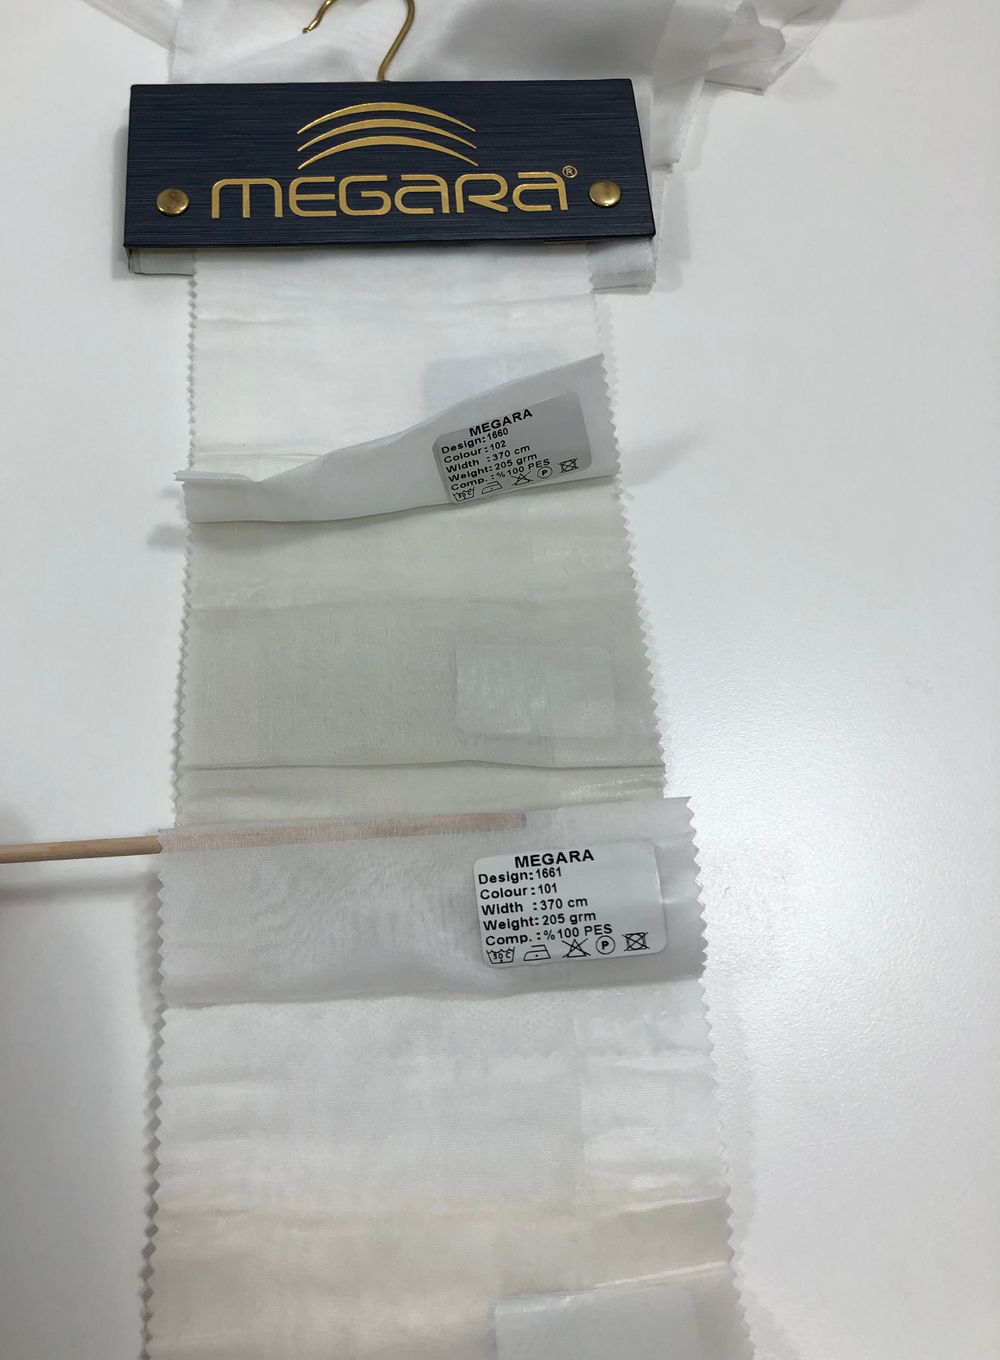 MEGARA®
MEGARA
Design:1660
Colour:102
Width :370 cm
Weight:205 grm
Comp. :%100 PES
P
MEGARA
Design:1661
Colour:101
Width :370 cm
Weight:205 grm
Comp. :%100 PES
30C P